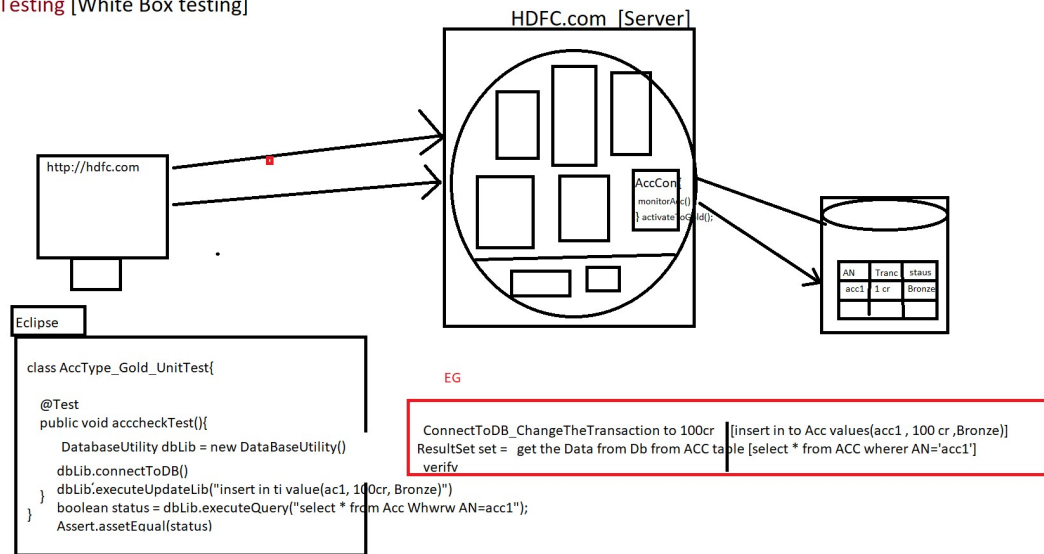 Testing [White Box testing]
HDFC.com [Server]
http://hdfc.com
AccCon{
monitorAcc()
} activateToGold();
AN Tranc staus
acc1 1 cr Bronze
Eclipse
class AccType_Gold_UnitTest{
@Test
public void acccheckTest(){
DatabaseUtility dbLib = new DataBaseUtility()
dbLib.connectToDB()
dbLib.executeUpdateLib("insert in ti value(ac1, 100cr, Bronze)")
}
boolean status = dbLib.executeQuery("select * from Acc Whwrw AN=acc1");
}
Assert.assetEqual(status)
EG
ConnectToDB_ChangeTheTransaction to 100cr [insert in to Acc values(acc1 , 100 cr ,Bronze)]
ResultSet set = get the Data from Db from ACC table [select * from ACC wherer AN='acc1']
verify